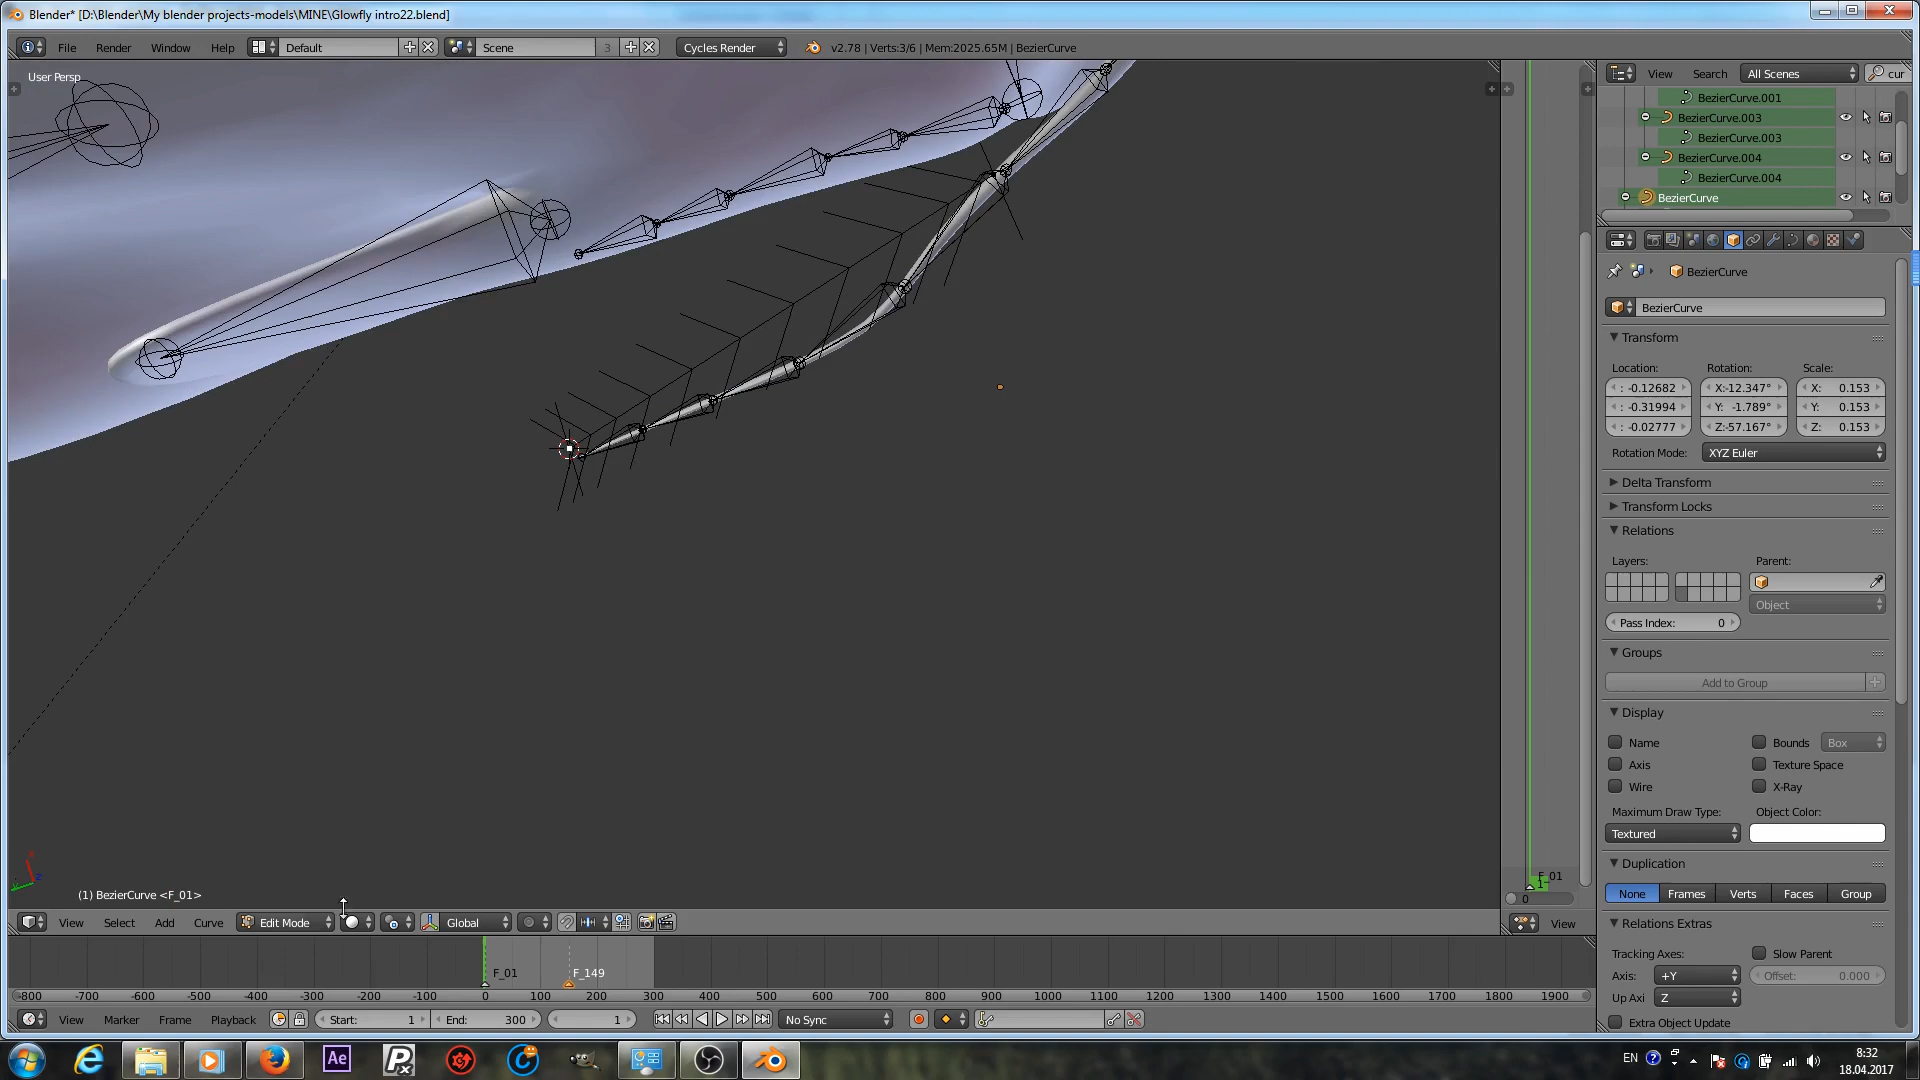 Blender* [D:\Blender\My blender projects-models\MINE\Glowfly intro22.blend]
File Render Window Help Default Scene 3 Cycles Render v2.78 | Verts:3/6 | Mem:2025.65M | BezierCurve
View Search All Scenes cur
User Persp
BezierCurve.001
BezierCurve.003
BezierCurve.003
BezierCurve.004
BezierCurve.004
BezierCurve
BezierCurve
BezierCurve
Transform
Location: Rotation: Scale:
: -0.12682 X:-12.347° X: 0.153
: -0.31994 Y: -1.789° Y: 0.153
: -0.02777 Z:-57.167° Z: 0.153
Rotation Mode: XYZ Euler
Delta Transform
Transform Locks
Relations
Layers: Parent:
Object
Pass Index: 0
Groups
Add to Group
Display
Name Bounds Box
Axis Texture Space
Wire X-Ray
Maximum Draw Type: Object Color:
Textured
Duplication
None Frames Verts Faces Group
Relations Extras
Tracking Axes: Slow Parent
Axis: +Y Offset: 0.000
Up Axi Z
Extra Object Update
F_01
1
0
(1) BezierCurve <F_01>
View Select Add Curve Edit Mode Global View
F_01 F_149
-800 -700 -600 -500 -400 -300 -200 -100 0 100 200 300 400 500 600 700 800 900 1000 1100 1200 1300 1400 1500 1600 1700 1800 1900
View Marker Frame Playback Start: 1 End: 300 1 No Sync
Ae
EN
8:32
18.04.2017